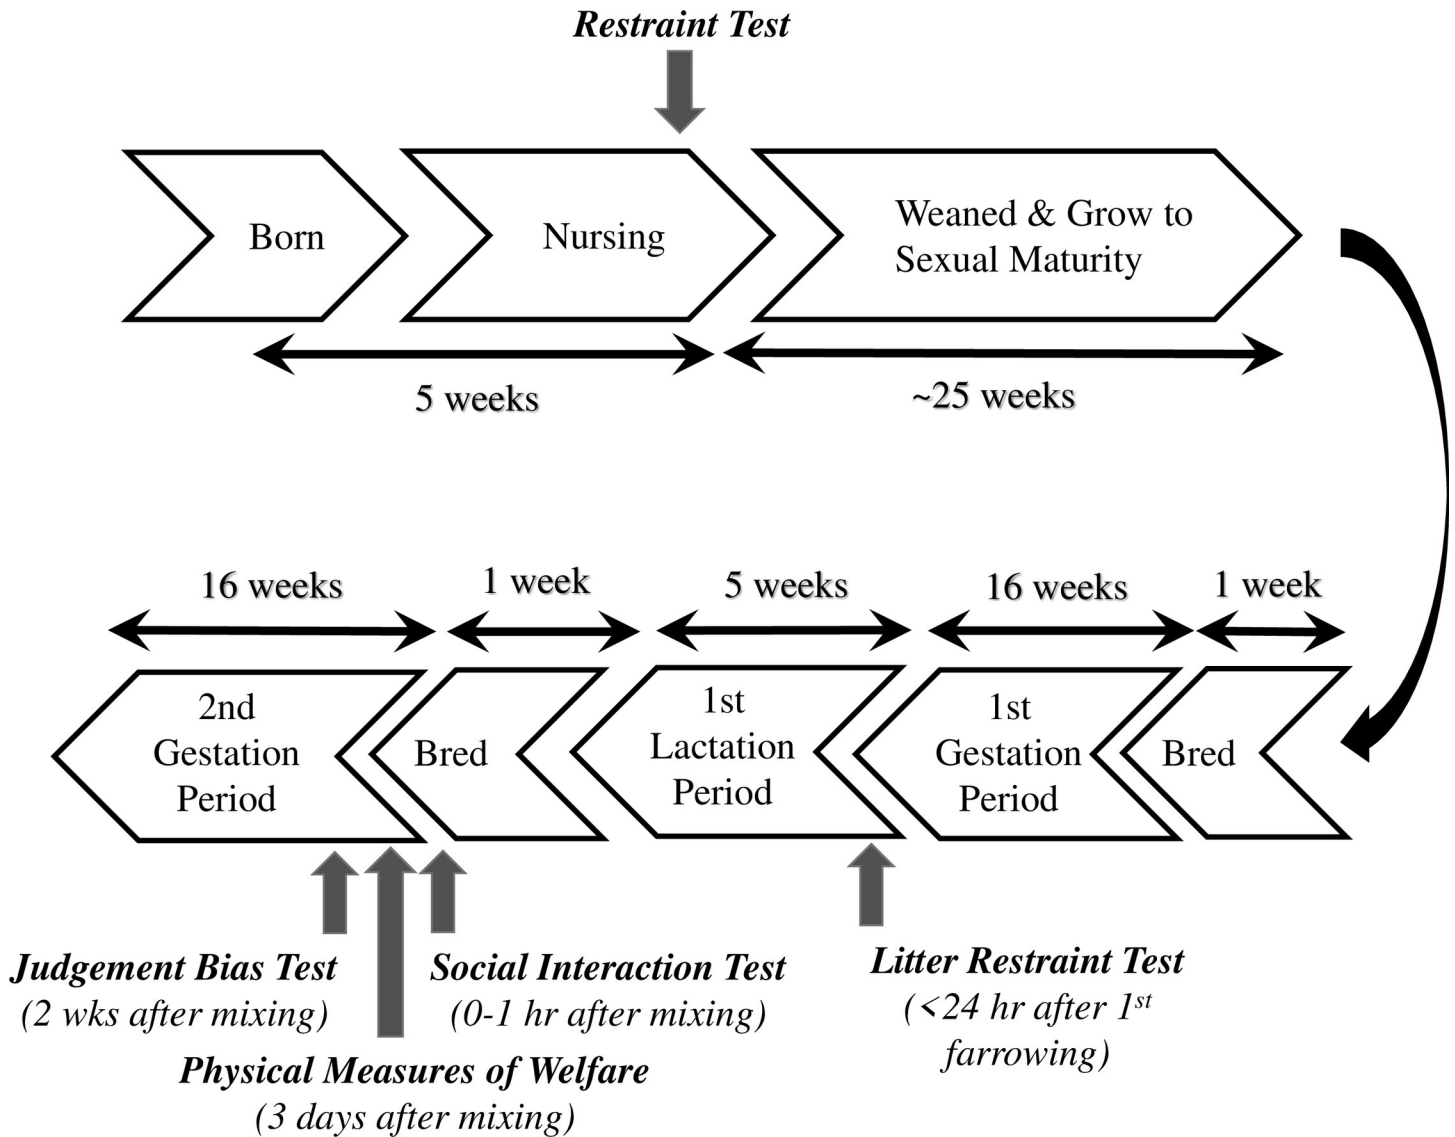 Restraint Test
Born
Nursing
Weaned & Grow to
Sexual Maturity
5 weeks
~25 weeks
16 weeks
1 week
5 weeks
16 weeks
1 week
2nd
Gestation
Period
Bred
1st
Lactation
Period
1st
Gestation
Period
Bred
Judgement Bias Test
(2 wks after mixing)
Social Interaction Test
(0-1 hr after mixing)
Litter Restraint Test
(<24 hr after 1st
farrowing)
Physical Measures of Welfare
(3 days after mixing)